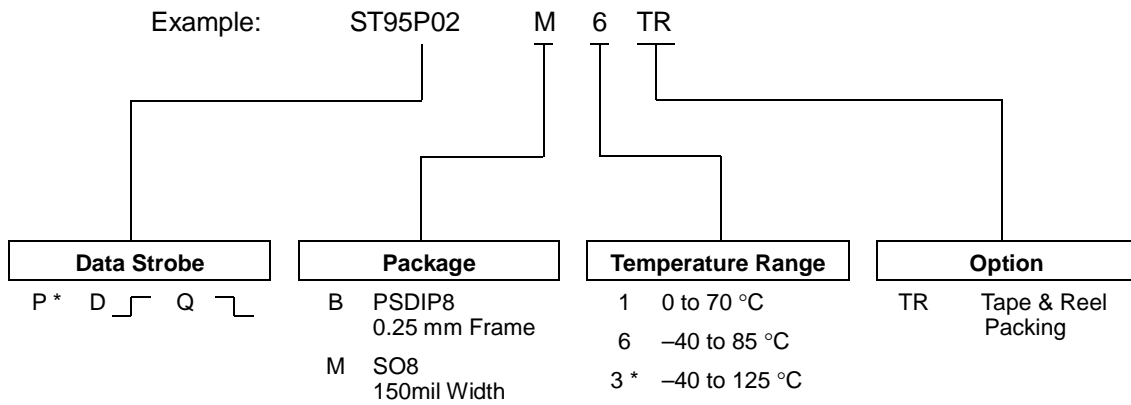 Example: ST95P02 M 6 TR
Data Strobe
P * D Q
Package
B PSDIP8
0.25 mm Frame
M SO8
150mil Width
Temperature Range
1 0 to 70 °C
6 –40 to 85 °C
3 * –40 to 125 °C
Option
TR Tape & Reel
Packing